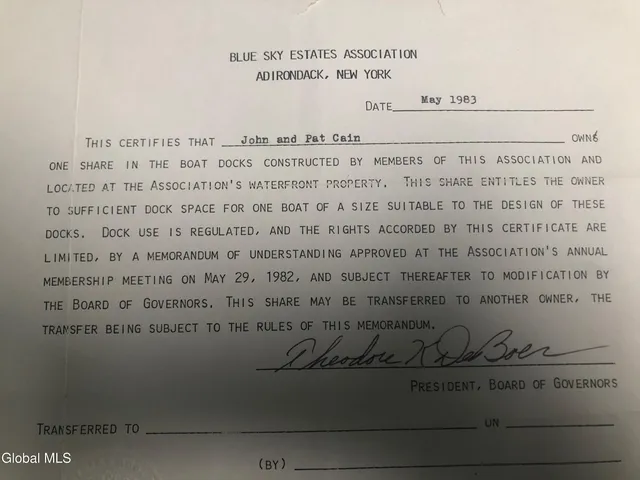 BLUE SKY ESTATES ASSOCIATION
ADIRONDACK, NEW YORK
DATE May 1983
THIS CERTIFIES THAT John and Pat Cain OWNS
ONE SHARE IN THE BOAT DOCKS CONSTRUCTED BY MEMBERS OF THIS ASSOCIATION AND
LOCATED AT THE ASSOCIATION'S WATERFRONT PROPERTY. THIS SHARE ENTITLES THE OWNER
TO SUFFICIENT DOCK SPACE FOR ONE BOAT OF A SIZE SUITABLE TO THE DESIGN OF THESE
DOCKS. DOCK USE IS REGULATED, AND THE RIGHTS ACCORDED BY THIS CERTIFICATE ARE
LIMITED, BY A MEMORANDUM OF UNDERSTANDING APPROVED AT THE ASSOCIATION'S ANNUAL
MEMBERSHIP MEETING ON MAY 29, 1982, AND SUBJECT THEREAFTER TO MODIFICATION BY
THE BOARD OF GOVERNORS. THIS SHARE MAY BE TRANSFERRED TO ANOTHER OWNER, THE
TRANSFER BEING SUBJECT TO THE RULES OF THIS MEMORANDUM.
Theodore K DeBoer
PRESIDENT, BOARD OF GOVERNORS
TRANSFERRED TO UN
(BY)
Global MLS